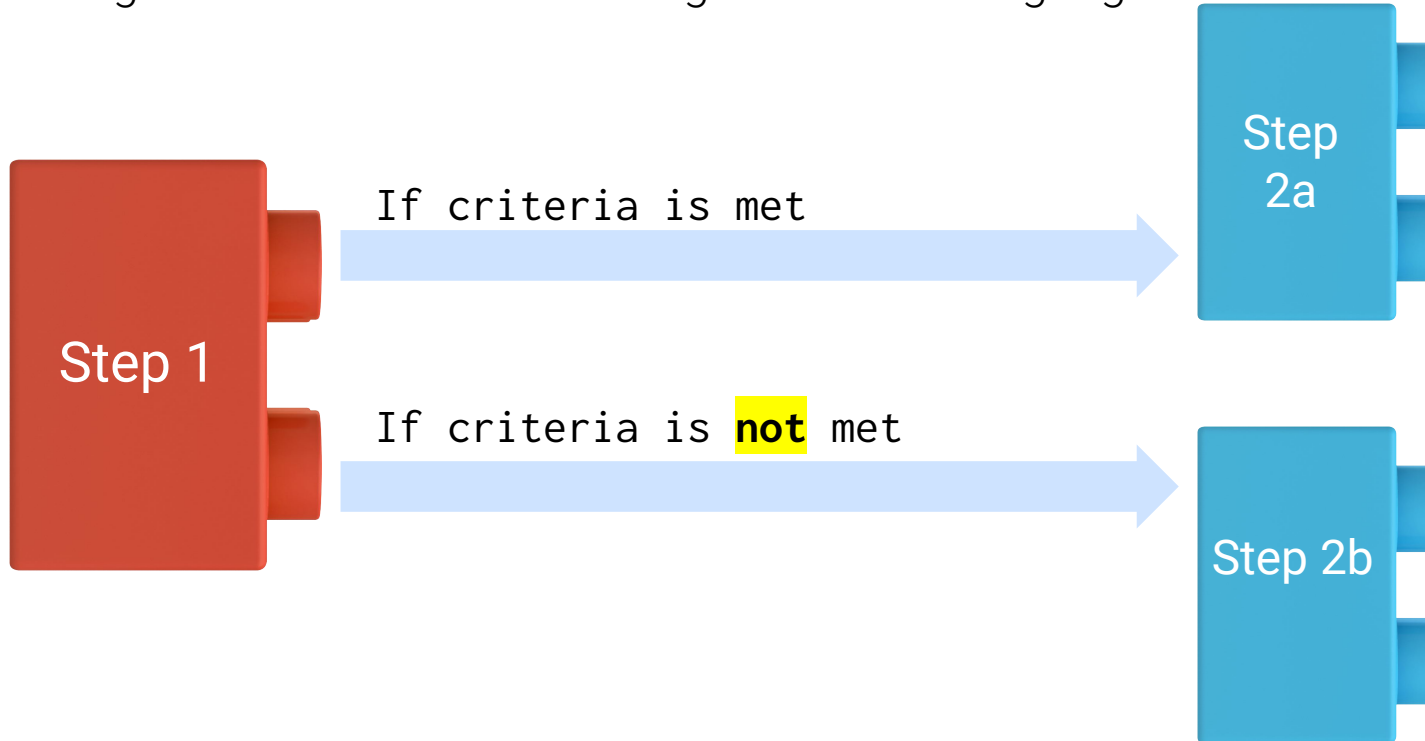 If criteria is met
Step
2a
Step 1
If criteria is not met
Step 2b